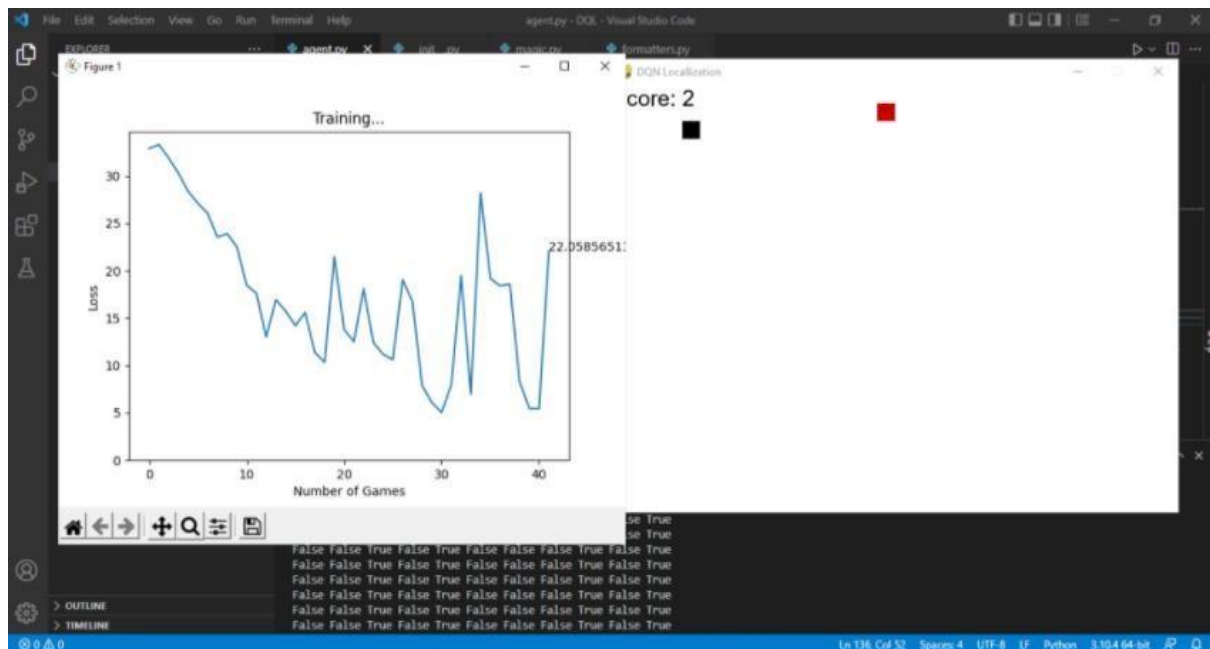 File Edit Selection View Go Run Terminal Help
agent.py - DQL - Visual Studio Code
EXPLORER
agent.py
__init__.py
magic.py
formatters.py
Figure 1
Training...
30
25
20
15
10
5
0
Loss
22.05856511
0 10 20 30 40
Number of Games
DQN Locallization
core: 2
se True
se True
False False True False True False False False True False True
False False True False True False False False True False True
False False True False True False False False True False True
False False True False True False False False True False True
False False True False True False False False True False True
False False True False True False False False True False True
OUTLINE
TIMELINE
0 0
Ln 136, Col 52 Spaces: 4 UTF-8 LF Python 3.10.4 64-bit